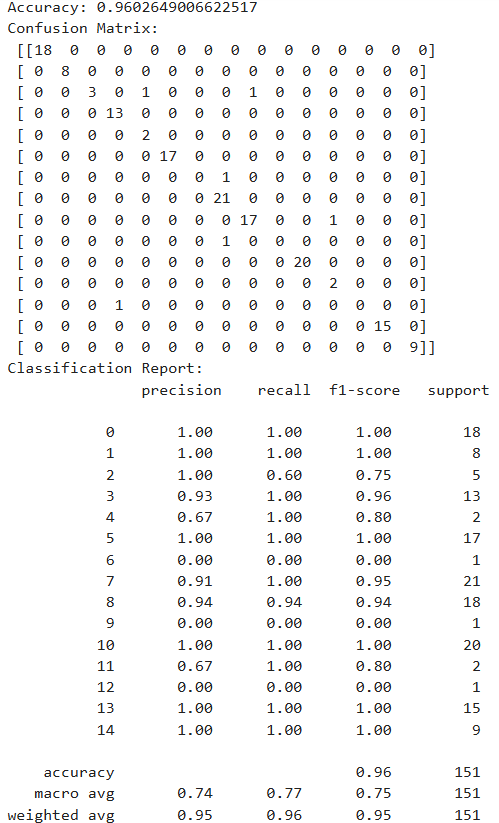 Accuracy: 0.9602649006622517
Confusion Matrix:
[[18  0  0  0  0  0  0  0  0  0  0  0  0  0  0]
[ 0  8  0  0  0  0  0  0  0  0  0  0  0  0  0]
[ 0  0  3  0  1  0  0  0  1  0  0  0  0  0  0]
[ 0  0  0 13  0  0  0  0  0  0  0  0  0  0  0]
[ 0  0  0  0  2  0  0  0  0  0  0  0  0  0  0]
[ 0  0  0  0  0 17  0  0  0  0  0  0  0  0  0]
[ 0  0  0  0  0  0  0  1  0  0  0  0  0  0  0]
[ 0  0  0  0  0  0  0 21  0  0  0  0  0  0  0]
[ 0  0  0  0  0  0  0  0 17  0  0  1  0  0  0]
[ 0  0  0  0  0  0  0  1  0  0  0  0  0  0  0]
[ 0  0  0  0  0  0  0  0  0  0 20  0  0  0  0]
[ 0  0  0  0  0  0  0  0  0  0  0  2  0  0  0]
[ 0  0  0  1  0  0  0  0  0  0  0  0  0  0  0]
[ 0  0  0  0  0  0  0  0  0  0  0  0  0 15  0]
[ 0  0  0  0  0  0  0  0  0  0  0  0  0  0  9]]
Classification Report:
precision recall f1-score support
0 1.00 1.00 1.00 18
1 1.00 1.00 1.00 8
2 1.00 0.60 0.75 5
3 0.93 1.00 0.96 13
4 0.67 1.00 0.80 2
5 1.00 1.00 1.00 17
6 0.00 0.00 0.00 1
7 0.91 1.00 0.95 21
8 0.94 0.94 0.94 18
9 0.00 0.00 0.00 1
10 1.00 1.00 1.00 20
11 0.67 1.00 0.80 2
12 0.00 0.00 0.00 1
13 1.00 1.00 1.00 15
14 1.00 1.00 1.00 9
accuracy 0.96 151
macro avg 0.74 0.77 0.75 151
weighted avg 0.95 0.96 0.95 151